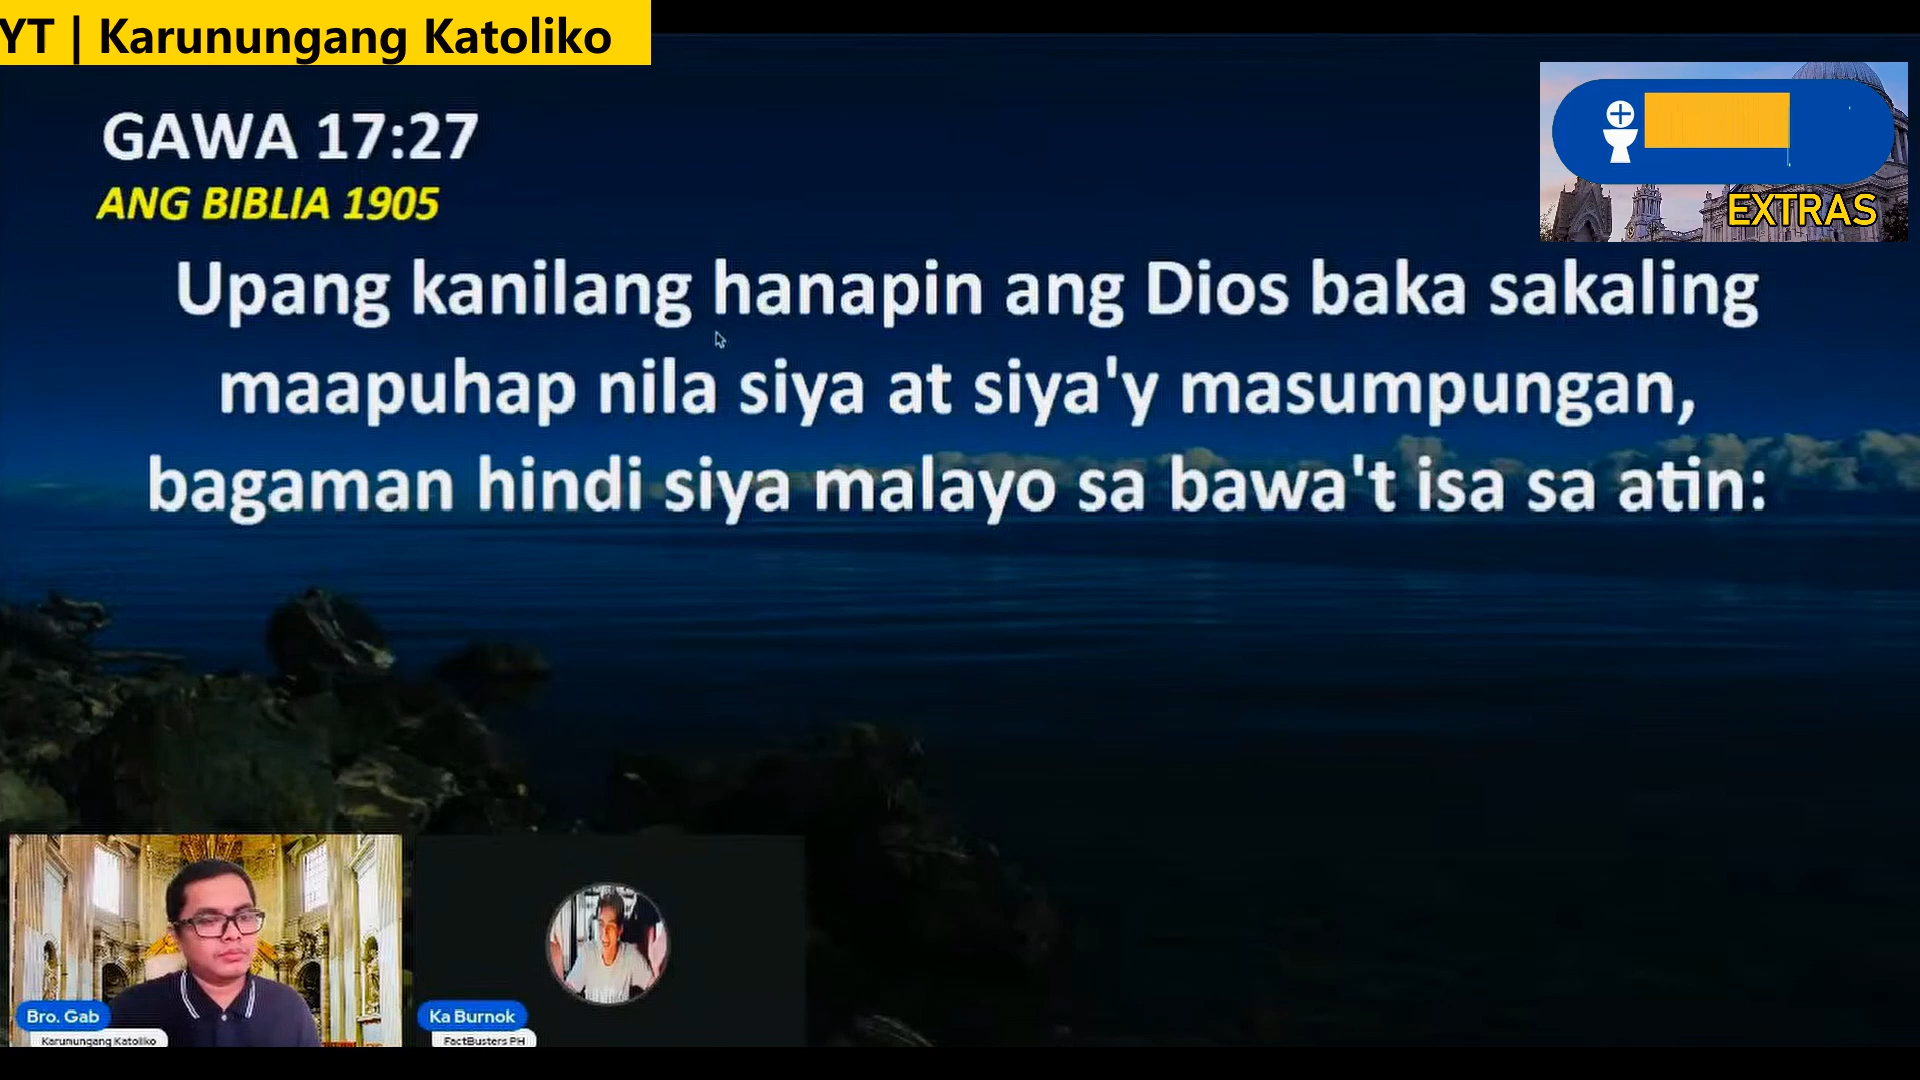 YT | Karunungang Katoliko
GAWA 17:27
ANG BIBLIA 1905
EXTRAS
Upang kanilang hanapin ang Dios baka sakaling
maapuhap nila siya at siya'y masumpungan,
bagaman hindi siya malayo sa bawa't isa sa atin:
Bro. Gab
Karunungang Katoliko
Ka Burnok
FactBusters PH